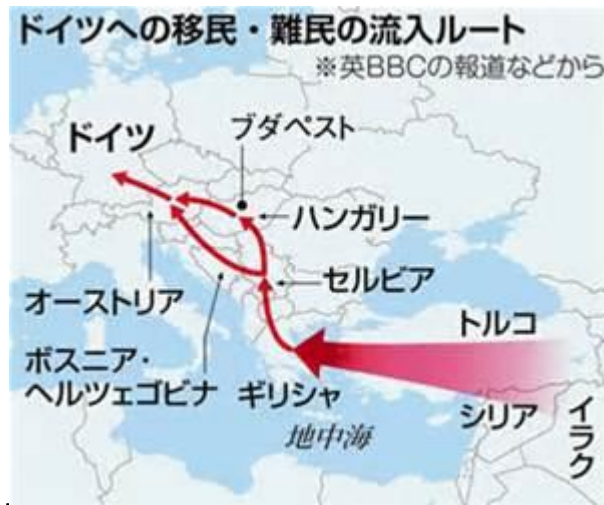 ドイツへの移民・難民の流入ルート
※英BBCの報道などから
ドイツ
ブダペスト
ハンガリー
セルビア
オーストリア
トルコ
ボスニア・
ヘルツェゴビナ
ギリシャ
シリア
イラク
地中海